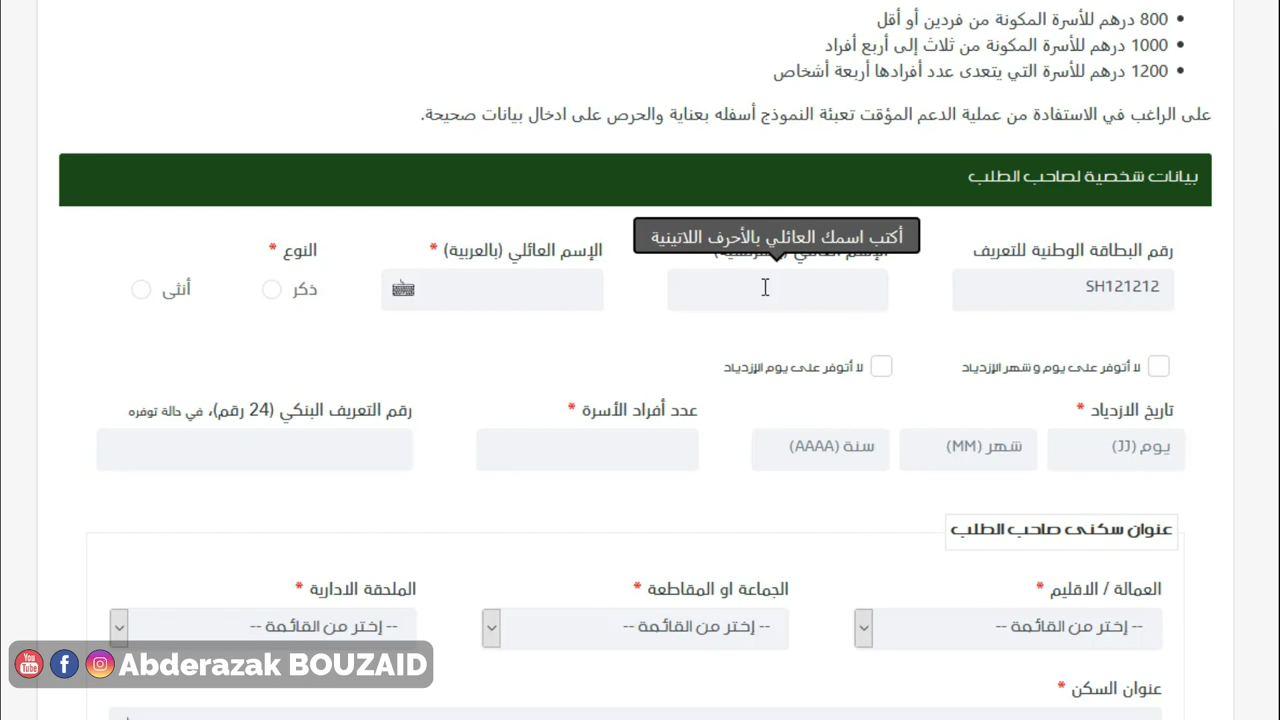 800 درهم للأسرة المكونة من فردين أو أقل
1000 درهم للأسرة المكونة من ثلاث إلى أربع أفراد
1200 درهم للأسرة التي يتعدى عدد أفرادها أربعة أشخاص
على الراغب في الاستفادة من عملية الدعم المؤقت تعبئة النموذج أسفله بعناية والحرص على ادخال بيانات صحيحة.
بيانات شخصية لصاحب الطلب
أكتب اسمك العائلي بالأحرف اللاتينية
رقم البطاقة الوطنية للتعريف
الإسم العائلي (بالعربية) *
النوع *
SH121212
ذكر
أنثى
لا أتوفر على يوم و شهر الإزدياد
لا أتوفر على يوم الإزدياد
تاريخ الازدياد *
عدد أفراد الأسرة *
رقم التعريف البنكي (24 رقم)، في حالة توفره
يوم (JJ)
شهر (MM)
سنة (AAAA)
عنوان سكنى صاحب الطلب
العمالة / الاقليم *
الجماعة او المقاطعة *
الملحقة الادارية *
-- إختر من القائمة --
-- إختر من القائمة --
-- إختر من القائمة --
عنوان السكن *
You Tube
Abderazak BOUZAID